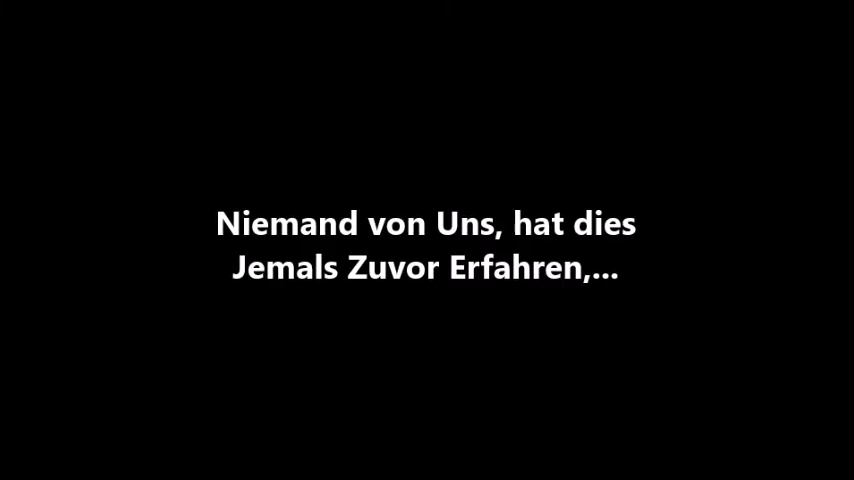 Niemand von Uns, hat dies
Jemals Zuvor Erfahren,...